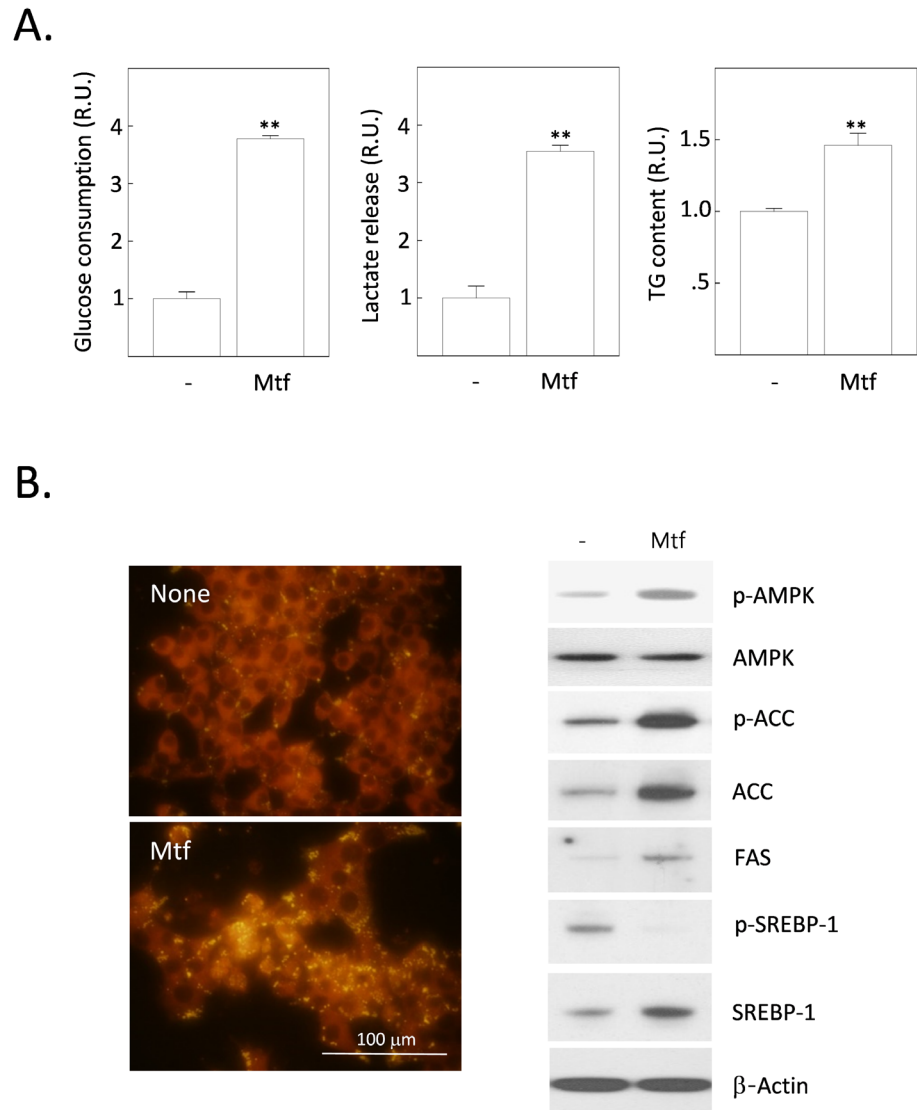 A.
Glucose consumption (R.U.)
4
3
2
1
**
- Mtf
Lactate release (R.U.)
4
3
2
1
**
- Mtf
TG content (R.U.)
1.5
1.0
.5
**
- Mtf
B.
None
Mtf
100 μm
- Mtf
p-AMPK
AMPK
p-ACC
ACC
FAS
p-SREBP-1
SREBP-1
β-Actin